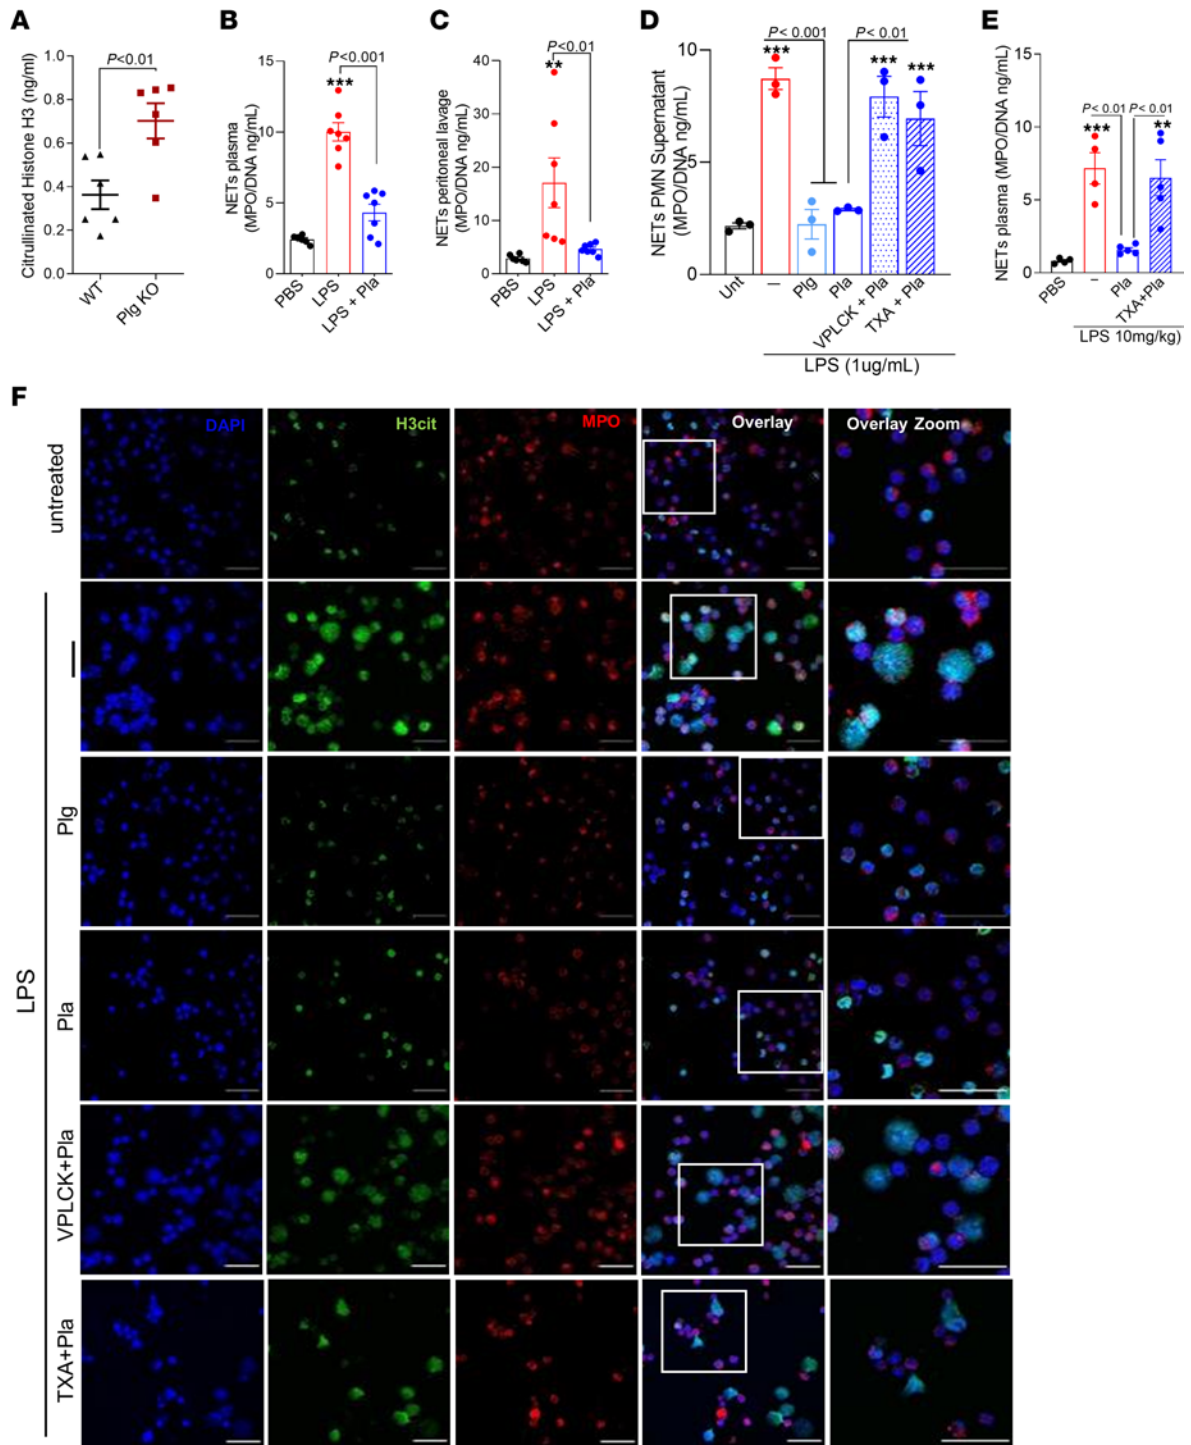 A
Citrullinated Histone H3 (ng/ml)
1.0
0.8
0.6
0.4
0.2
0.0
P<0.01
WT
Plg KO
B
NETs plasma
(MPO/DNA ng/mL)
15
10
5
0
P<0.001
***
PBS
LPS
LPS + Pla
C
NETs peritoneal lavage
(MPO/DNA ng/mL)
40
30
20
10
0
P<0.01
**
PBS
LPS
LPS + Pla
D
NETs PMN Supernatant
(MPO/DNA ng/mL)
10
5
0
P < 0.001
P < 0.01
***
***
***
Unt
–
Plg
Pla
VPLCK + Pla
TXA + Pla
LPS (1ug/mL)
E
NETs plasma (MPO/DNA ng/mL)
15
10
5
0
P < 0.01
P < 0.01
***
**
PBS
–
Pla
TXA+Pla
LPS 10mg/kg)
F
DAPI
H3cit
MPO
Overlay
Overlay Zoom
untreated
LPS
–
Plg
Pla
VPLCK+Pla
TXA+Pla